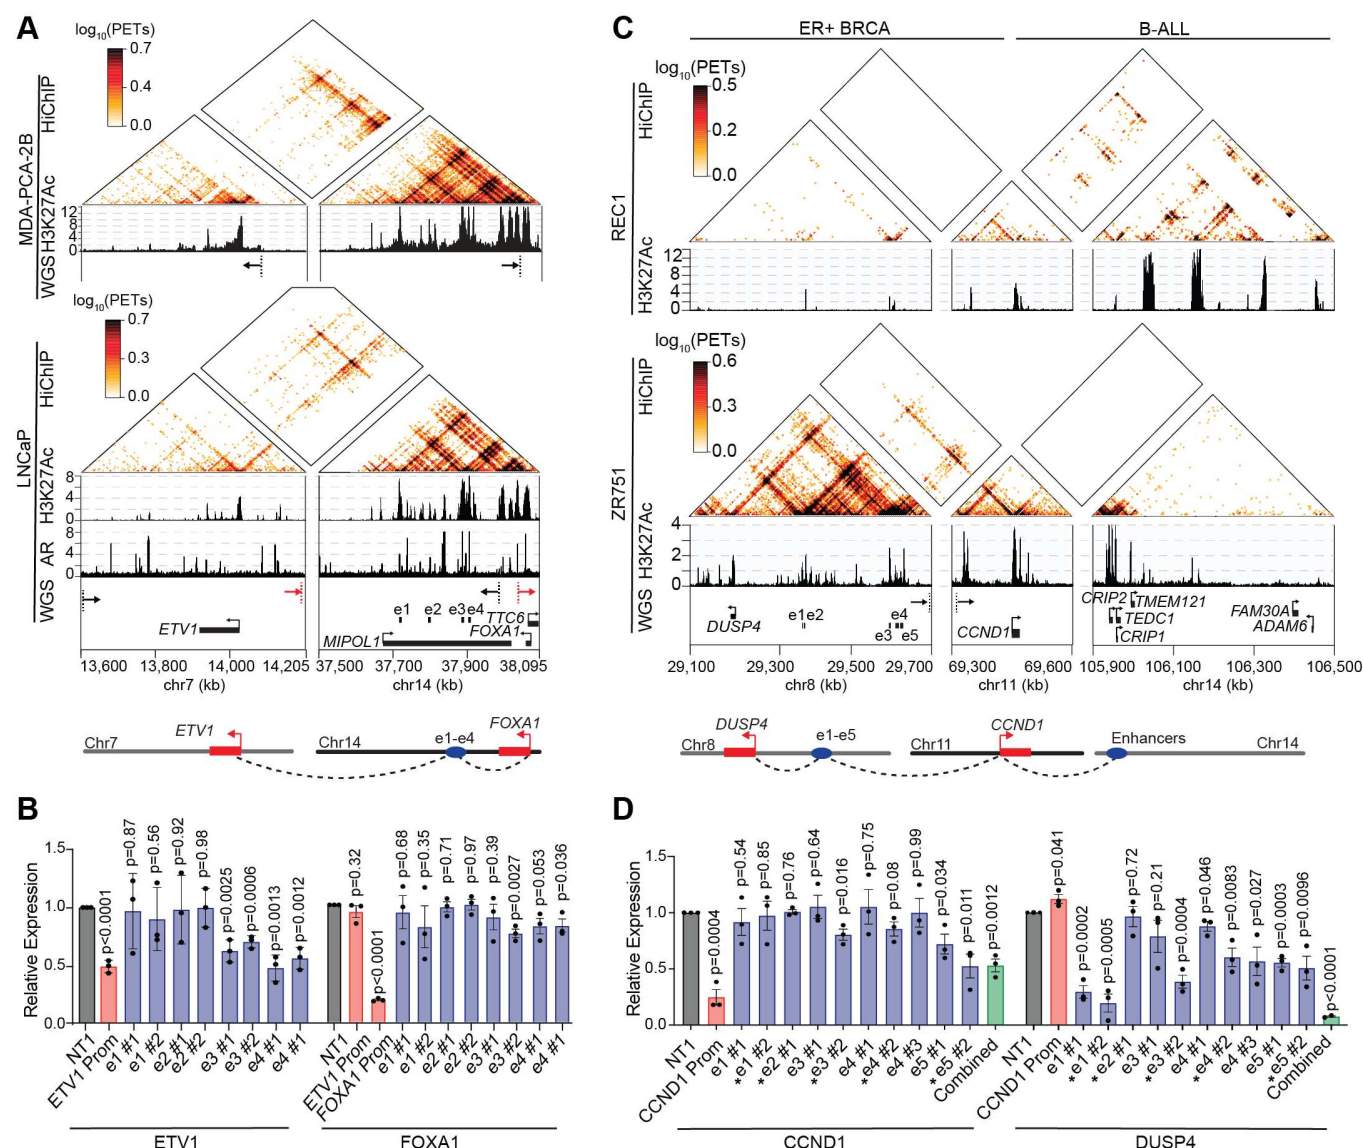 A
log10(PETs)
0.7
0.4
0.0
MDA-PCA-2B
HiChIP
H3K27Ac
WGS
12
8
4
0
log10(PETs)
0.7
0.3
0.0
LNCaP
HiChIP
H3K27Ac
AR
WGS
8
4
0
8
4
0
e1 e2 e3 e4
TTC6
ETV1
MIPOL1
FOXA1
13,600 13,800 14,000 14,205
37,500 37,700 37,900 38,095
chr7 (kb)
chr14 (kb)
Chr7
ETV1
Chr14
e1-e4
FOXA1
C
ER+ BRCA
B-ALL
log10(PETs)
0.5
0.2
0.0
REC1
HiChIP
H3K27Ac
12
8
4
0
log10(PETs)
0.6
0.3
0.0
ZR751
HiChIP
H3K27Ac
WGS
4
2
0
DUSP4
e1 e2
e4
e3 e5
CCND1
CRIP2
TMEM121
TEDC1
CRIP1
FAM30A
ADAM6
29,100 29,300 29,500 29,700
69,300 69,600
105,900 106,100 106,300 106,500
chr8 (kb)
chr11 (kb)
chr14 (kb)
Chr8
DUSP4
e1-e5
Chr11
CCND1
Enhancers
Chr14
B
Relative Expression
1.5
1.0
0.5
0.0
p<0.0001
p=0.87
p=0.56
p=0.92
p=0.98
p=0.0025
p=0.0006
p=0.0013
p=0.0012
p=0.32
p<0.0001
p=0.68
p=0.35
p=0.71
p=0.97
p=0.39
p=0.0027
p=0.053
p=0.036
NT1
ETV1 Prom
e1 #1
e1 #2
e2 #1
e2 #2
e3 #1
e3 #2
e4 #1
e4 #1
NT1
ETV1 Prom
FOXA1 Prom
e1 #1
e1 #2
e2 #1
e2 #2
e3 #1
e3 #2
e4 #1
e4 #1
ETV1
FOXA1
D
Relative Expression
1.5
1.0
0.5
0.0
p=0.0004
p=0.54
p=0.85
p=0.76
p=0.64
p=0.016
p=0.75
p=0.08
p=0.99
p=0.034
p=0.011
p=0.0012
p=0.041
p=0.0002
p=0.0005
p=0.72
p=0.21
p=0.0004
p=0.046
p=0.0083
p=0.027
p=0.0003
p=0.0096
p<0.0001
NT1
CCND1 Prom
e1 #1
*e1 #2
*e2 #1
e3 #1
*e3 #2
e4 #1
*e4 #2
e4 #3
e5 #1
*e5 #2
Combined
NT1
CCND1 Prom
e1 #1
*e1 #2
*e2 #1
e3 #1
*e3 #2
e4 #1
*e4 #2
e4 #3
e5 #1
*e5 #2
Combined
CCND1
DUSP4